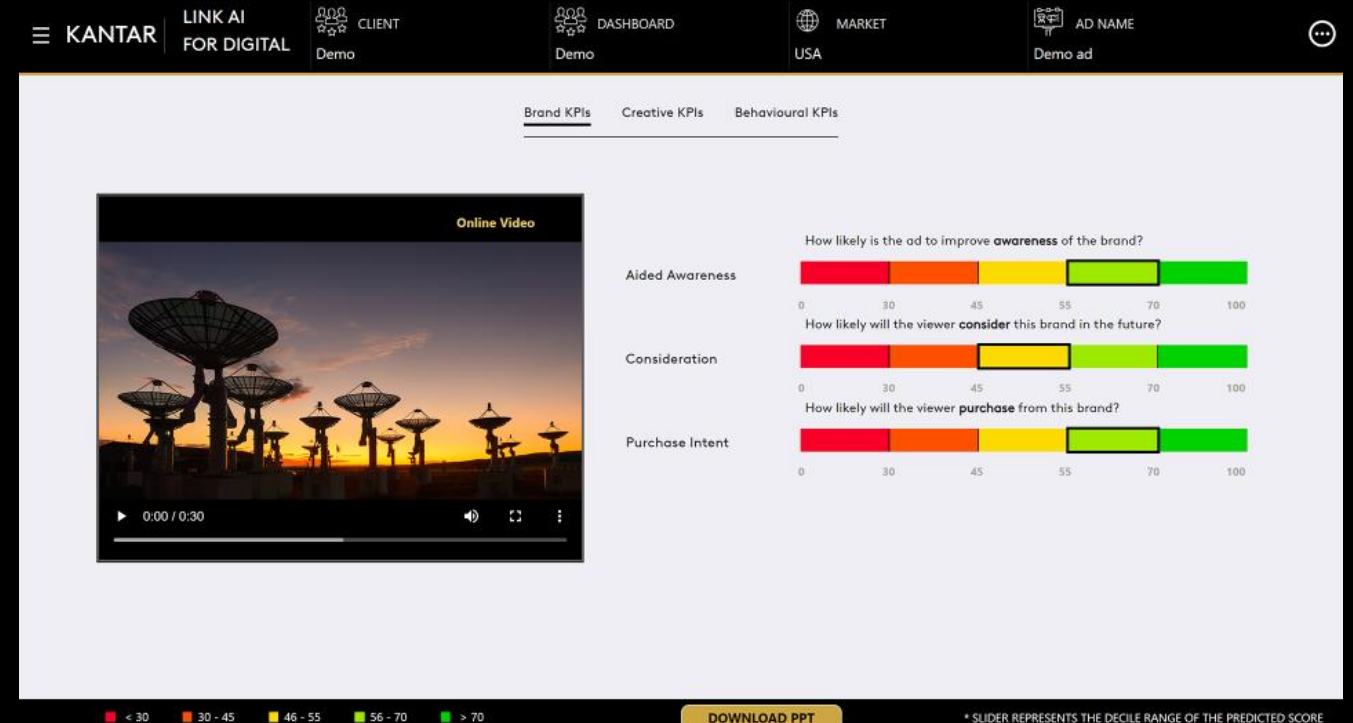 KANTAR
LINK AI
FOR DIGITAL
CLIENT
Demo
DASHBOARD
Demo
MARKET
USA
AD NAME
Demo ad
Brand KPIs Creative KPIs Behavioural KPIs
Online Video
0:00 / 0:30
How likely is the ad to improve awareness of the brand?
Aided Awareness
0 30 45 55 70 100
How likely will the viewer consider this brand in the future?
Consideration
0 30 45 55 70 100
How likely will the viewer purchase from this brand?
Purchase Intent
0 30 45 55 70 100
< 30 30 - 45 46 - 55 56 - 70 > 70
DOWNLOAD PPT
* SLIDER REPRESENTS THE DECILE RANGE OF THE PREDICTED SCORE